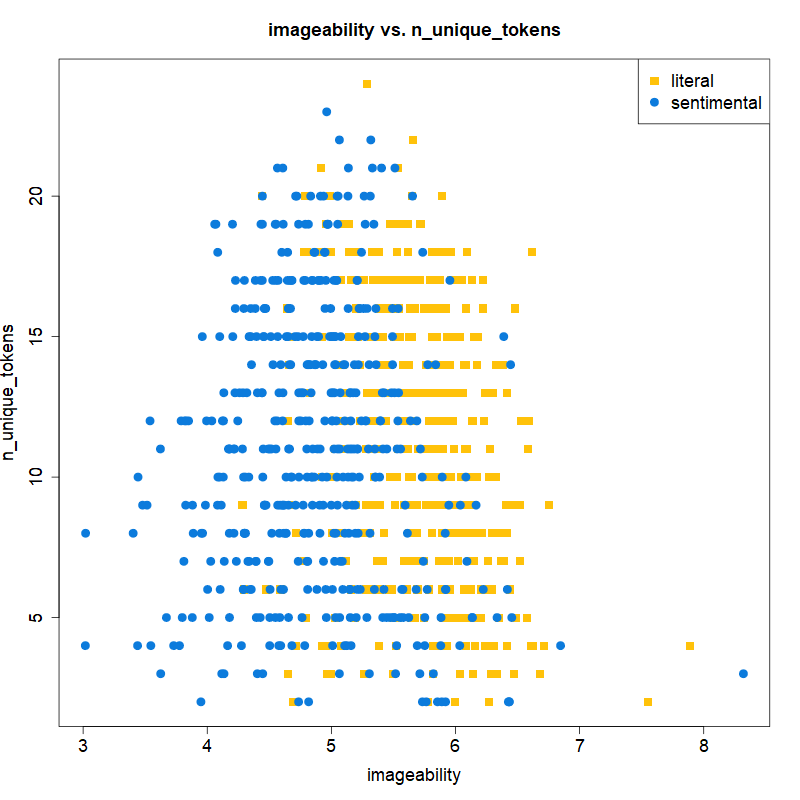 imageability vs. n_unique_tokens
literal
sentimental
n_unique_tokens
20
15
10
5
3 4 5 6 7 8
imageability